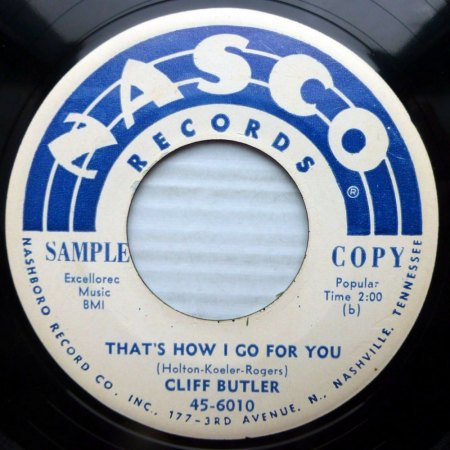 NASCO
RECORDS
®
SAMPLE COPY
Excellorec
Music
BMI
Popular
Time 2:00
(b)
THAT'S HOW I GO FOR YOU
(Holton-Koeler-Rogers)
CLIFF BUTLER
45-6010
NASHBORO RECORD CO., INC., 177-3RD AVENUE, N., NASHVILLE, TENNESSEE